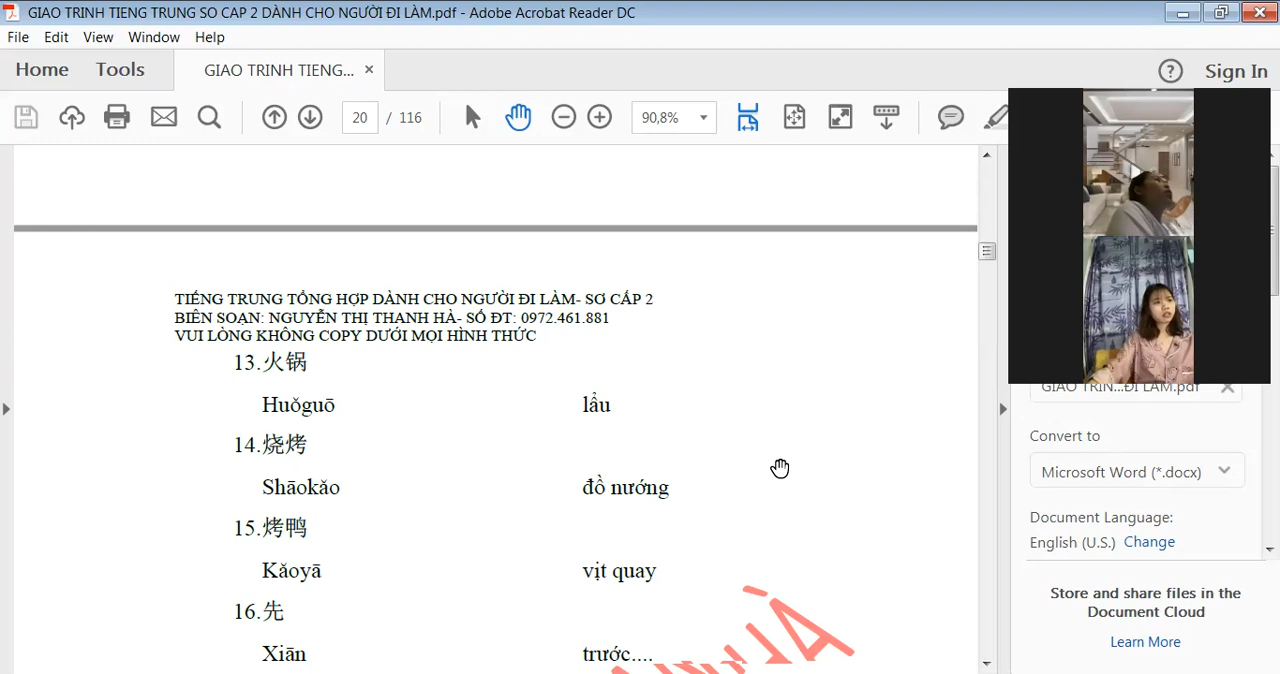 GIAO TRINH TIENG TRUNG SO CAP 2 DÀNH CHO NGƯỜI ĐI LÀM.pdf - Adobe Acrobat Reader DC
File Edit View Window Help
Home Tools GIAO TRINH TIENG... × ? Sign In
20 / 116 90,8%
TIẾNG TRUNG TỔNG HỢP DÀNH CHO NGƯỜI ĐI LÀM- SƠ CẤP 2
BIÊN SOẠN: NGUYỄN THỊ THANH HÀ- SỐ ĐT: 0972.461.881
VUI LÒNG KHÔNG COPY DƯỚI MỌI HÌNH THỨC
13.火锅
Huǒguō lẩu
14.烧烤
Shāokǎo đồ nướng
15.烤鸭
Kǎoyā vịt quay
16.先
Xiān trước....
GIAO TRIN...ĐI LÀM.pdf
Convert to
Microsoft Word (*.docx)
Document Language:
English (U.S.) Change
Store and share files in the
Document Cloud
Learn More